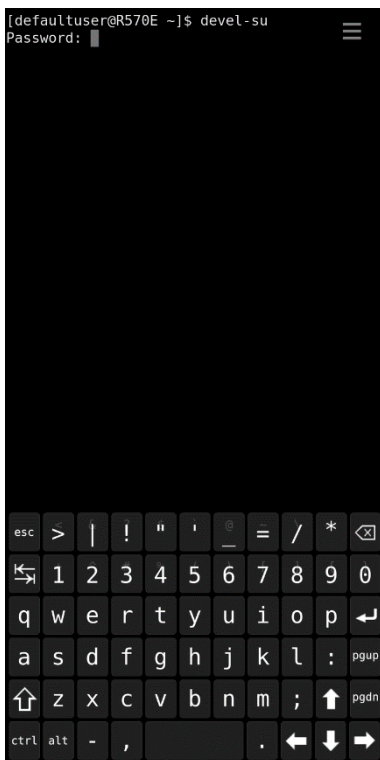 [defaultuser@R570E ~]$ devel-su
Password:
esc > | ! " ' _ = / *
1 2 3 4 5 6 7 8 9 0
q w e r t y u i o p
a s d f g h j k l : pgup
z x c v b n m ; pgdn
ctrl alt - , .